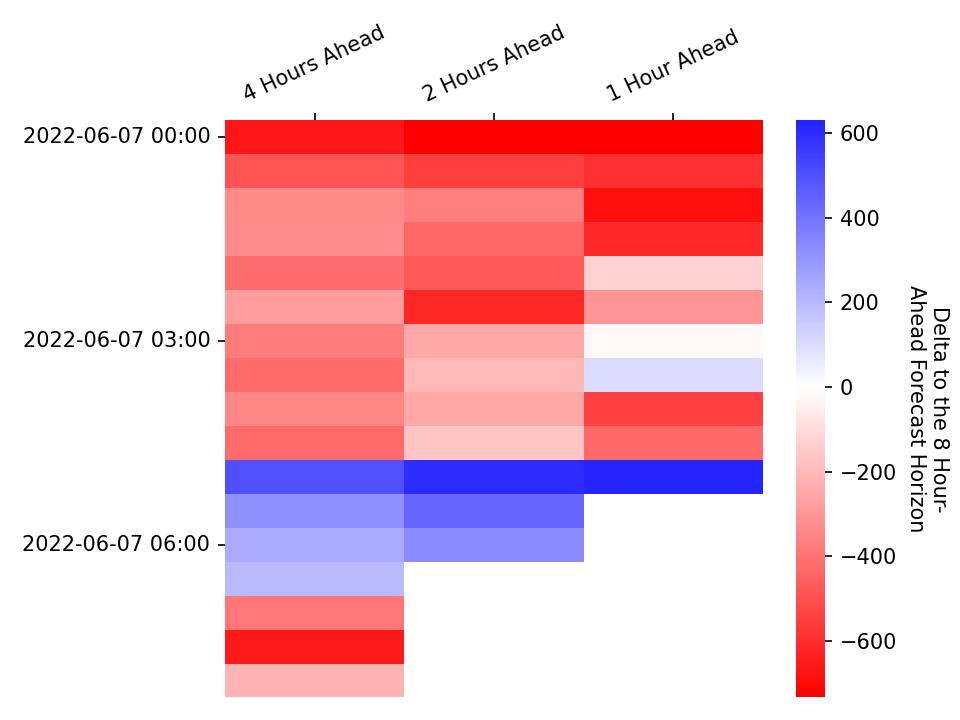 4 Hours Ahead
2 Hours Ahead
1 Hour Ahead
2022-06-07 00:00
2022-06-07 03:00
2022-06-07 06:00
600
400
200
0
−200
−400
−600
Delta to the 8 Hour-
Ahead Forecast Horizon